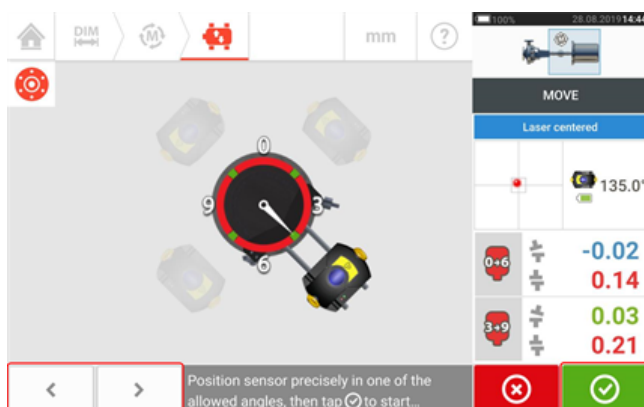 DIM
M
mm
?
100%
28.08.2019 14:44
MOVE
Laser centered
135.0°
0
9
3
6
0→6
-0.02
0.14
3→9
0.03
0.21
<
>
Position sensor precisely in one of the
allowed angles, then tap to start...